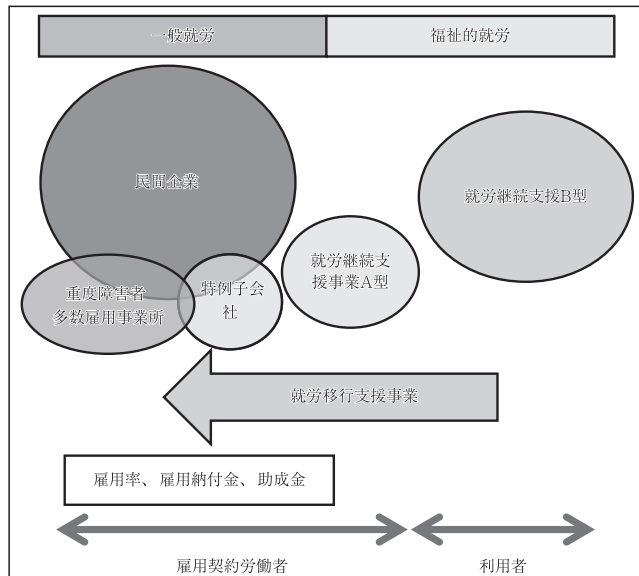 一般就労
福祉的就労
民間企業
就労継続支援B型
就労継続支
援事業A型
重度障害者
多数雇用事業所
特例子会
社
就労移行支援事業
雇用率、雇用納付金、助成金
雇用契約労働者
利用者